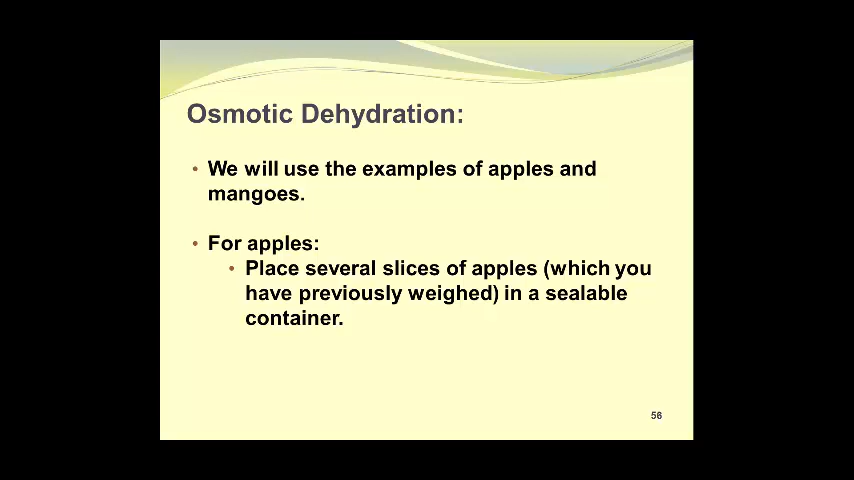 Osmotic Dehydration:
• We will use the examples of apples and
mangoes.
• For apples:
• Place several slices of apples (which you
have previously weighed) in a sealable
container.
56